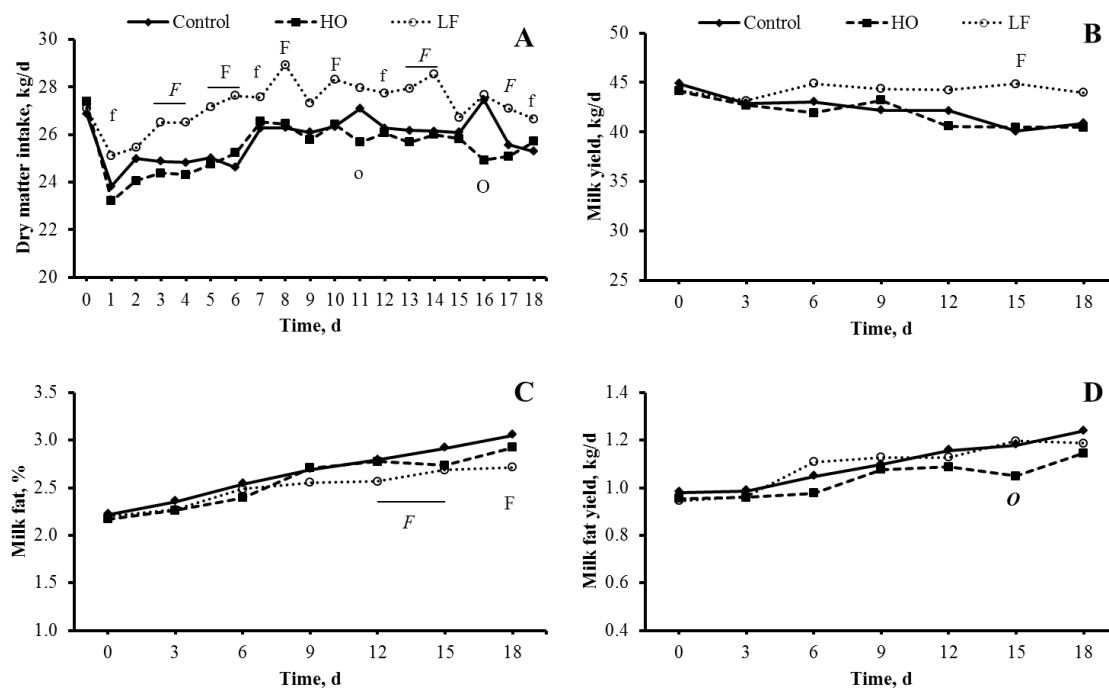 Control HO LF
A
30
28
26
24
22
20
Dry matter intake, kg/d
f F F f F F f F F f
o O
0 1 2 3 4 5 6 7 8 9 10 11 12 13 14 15 16 17 18
Time, d
Control HO LF
B
50
45
40
35
30
25
Milk yield, kg/d
F
0 3 6 9 12 15 18
Time, d
C
3.5
3.0
2.5
2.0
1.5
1.0
Milk fat, %
F F
0 3 6 9 12 15 18
Time, d
D
1.4
1.2
1.0
0.8
0.6
0.4
Milk fat yield, kg/d
O
0 3 6 9 12 15 18
Time, d